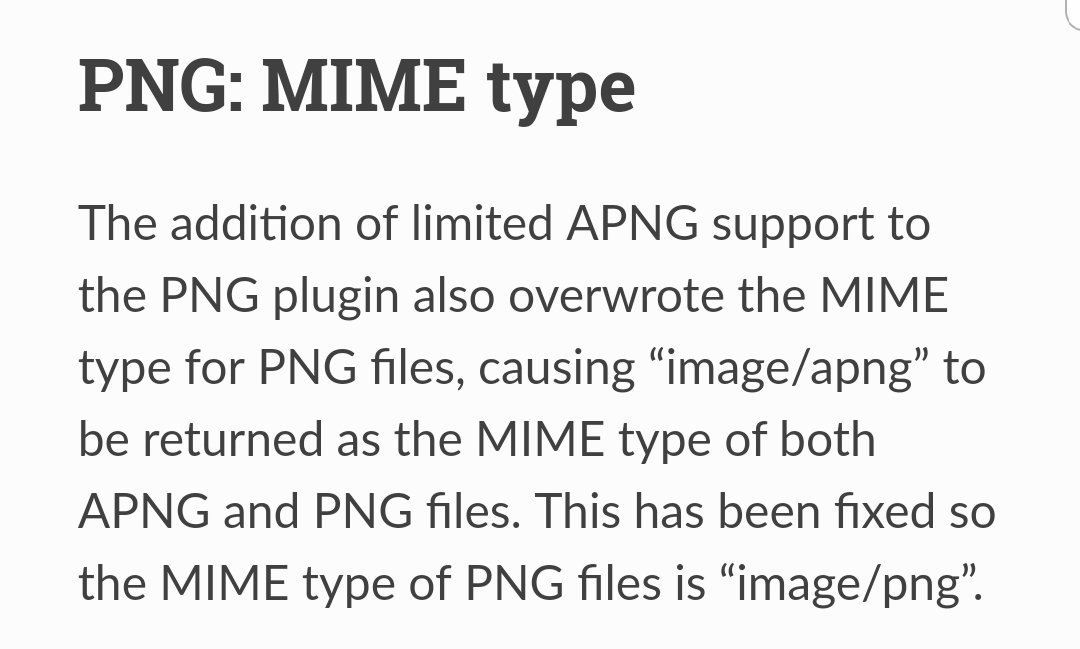 PNG: MIME type
The addition of limited APNG support to
the PNG plugin also overwrote the MIME
type for PNG files, causing “image/apng” to
be returned as the MIME type of both
APNG and PNG files. This has been fixed so
the MIME type of PNG files is “image/png”.